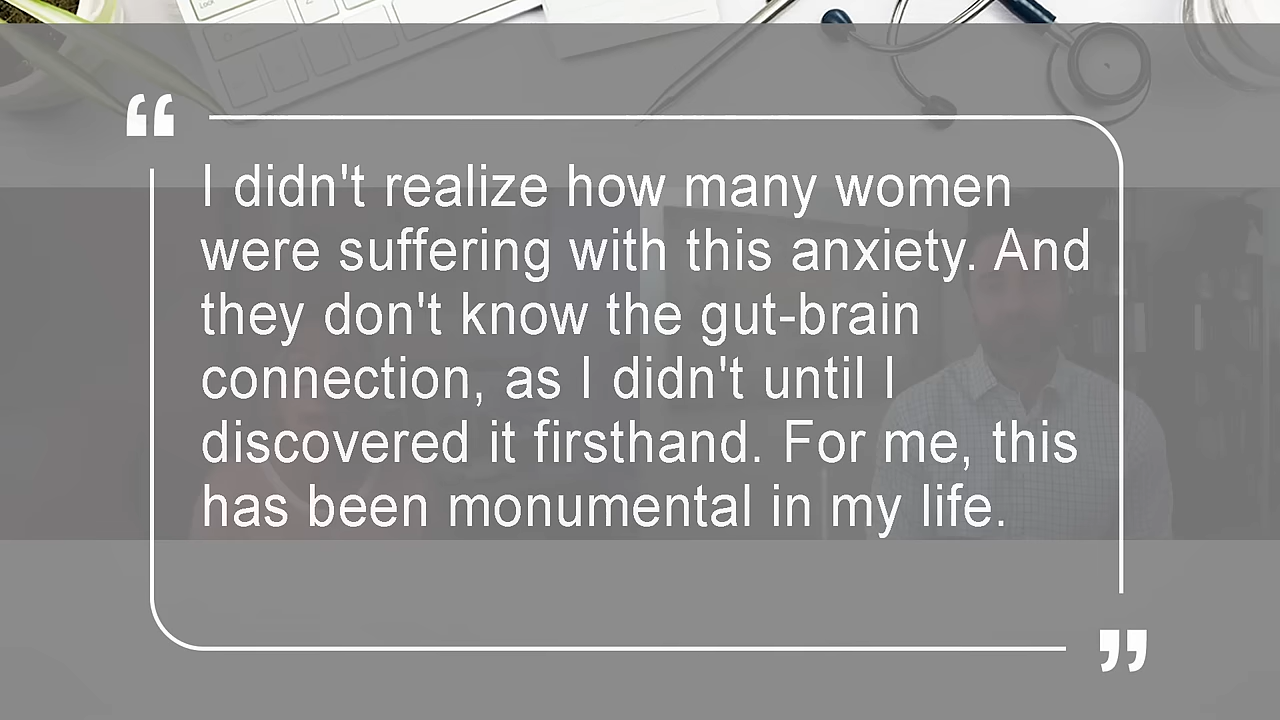 Lock
“
I didn't realize how many women
were suffering with this anxiety. And
they don't know the gut-brain
connection, as I didn't until I
discovered it firsthand. For me, this
has been monumental in my life.
”